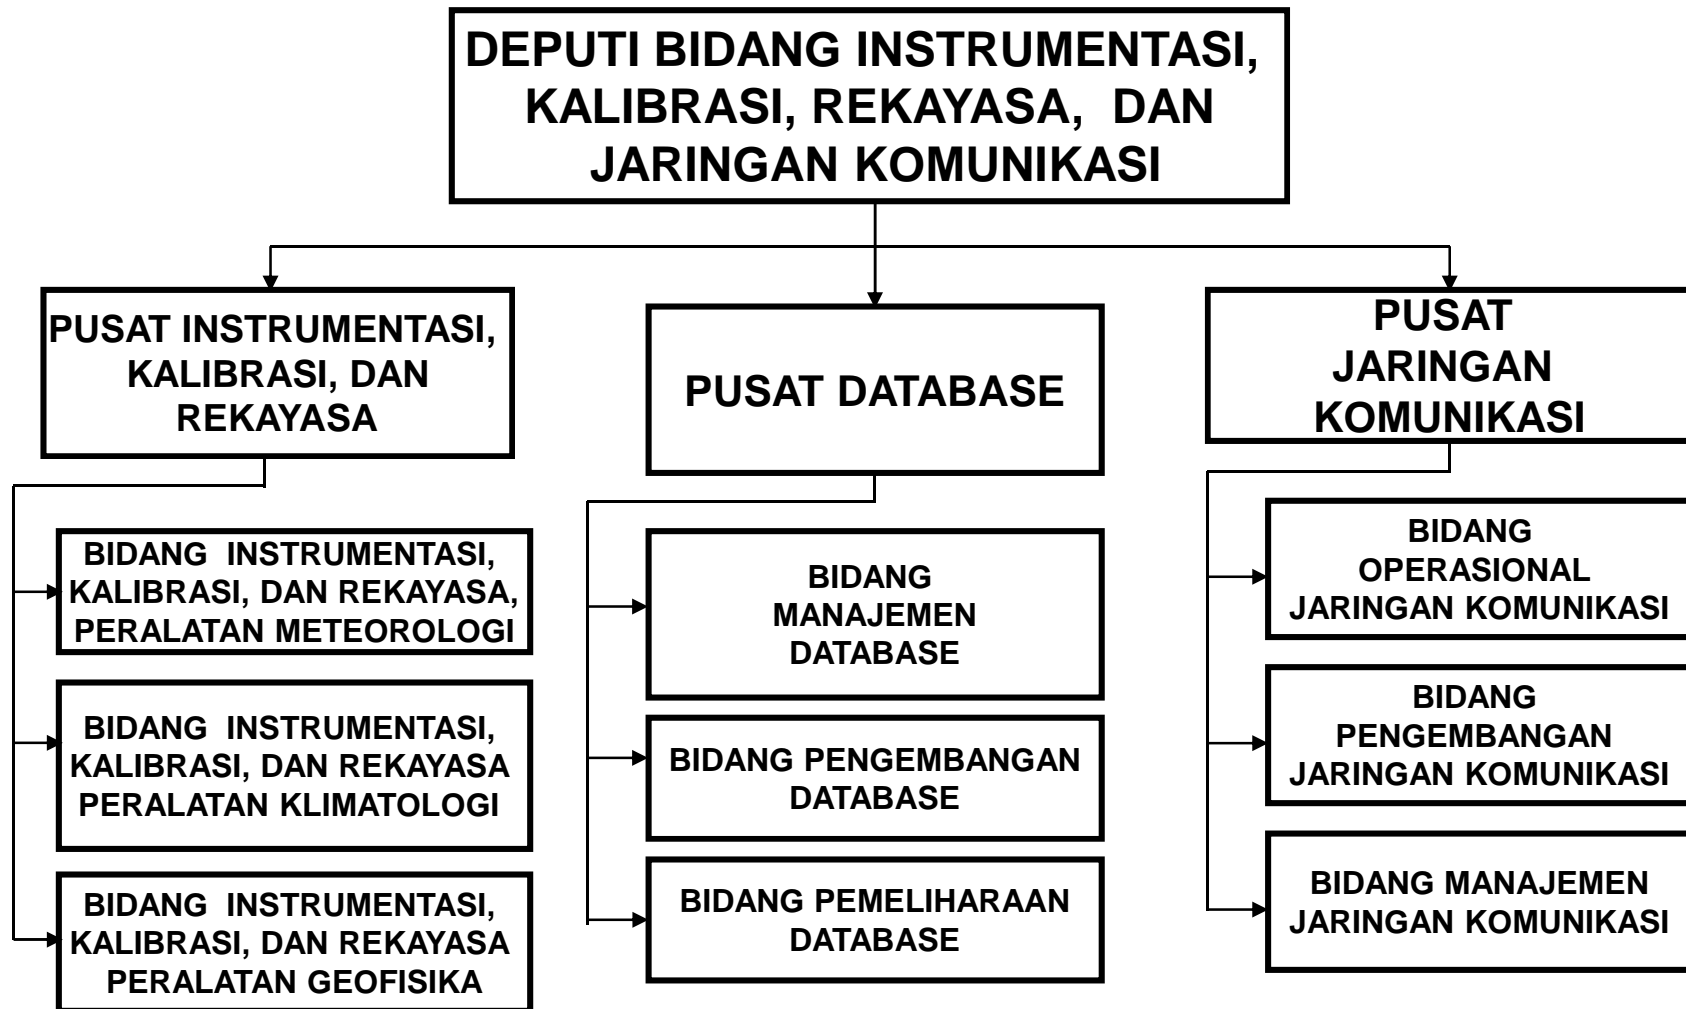 DEPUTI BIDANG INSTRUMENTASI,
KALIBRASI, REKAYASA, DAN
JARINGAN KOMUNIKASI
PUSAT INSTRUMENTASI,
KALIBRASI, DAN
REKAYASA
BIDANG INSTRUMENTASI,
KALIBRASI, DAN REKAYASA,
PERALATAN METEOROLOGI
BIDANG INSTRUMENTASI,
KALIBRASI, DAN REKAYASA
PERALATAN KLIMATOLOGI
BIDANG INSTRUMENTASI,
KALIBRASI, DAN REKAYASA
PERALATAN GEOFISIKA
PUSAT DATABASE
BIDANG
MANAJEMEN
DATABASE
BIDANG PENGEMBANGAN
DATABASE
BIDANG PEMELIHARAAN
DATABASE
PUSAT
JARINGAN
KOMUNIKASI
BIDANG
OPERASIONAL
JARINGAN KOMUNIKASI
BIDANG
PENGEMBANGAN
JARINGAN KOMUNIKASI
BIDANG MANAJEMEN
JARINGAN KOMUNIKASI